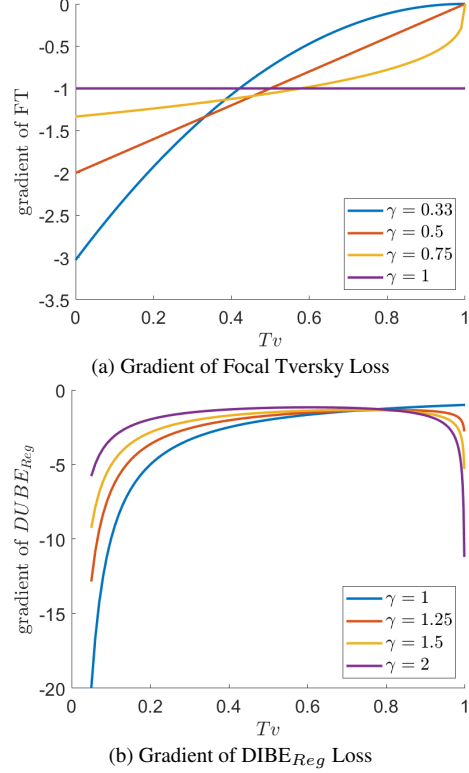 0
-0.5
-1
-1.5
-2
-2.5
-3
-3.5
gradient of FT
γ = 0.33
γ = 0.5
γ = 0.75
γ = 1
0 0.2 0.4 0.6 0.8 1
Tv
(a) Gradient of Focal Tversky Loss
0
-5
-10
-15
-20
gradient of DUBE_Reg
γ = 1
γ = 1.25
γ = 1.5
γ = 2
0 0.2 0.4 0.6 0.8 1
Tv
(b) Gradient of DIBE_Reg Loss